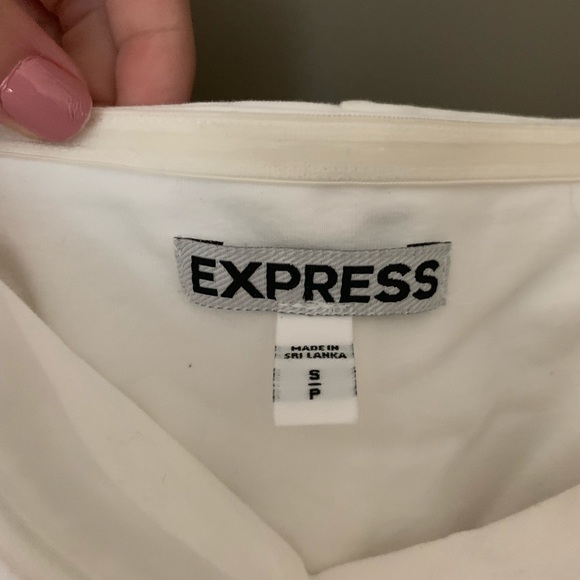 EXPRESS
MADE IN
SRI LANKA
S
P